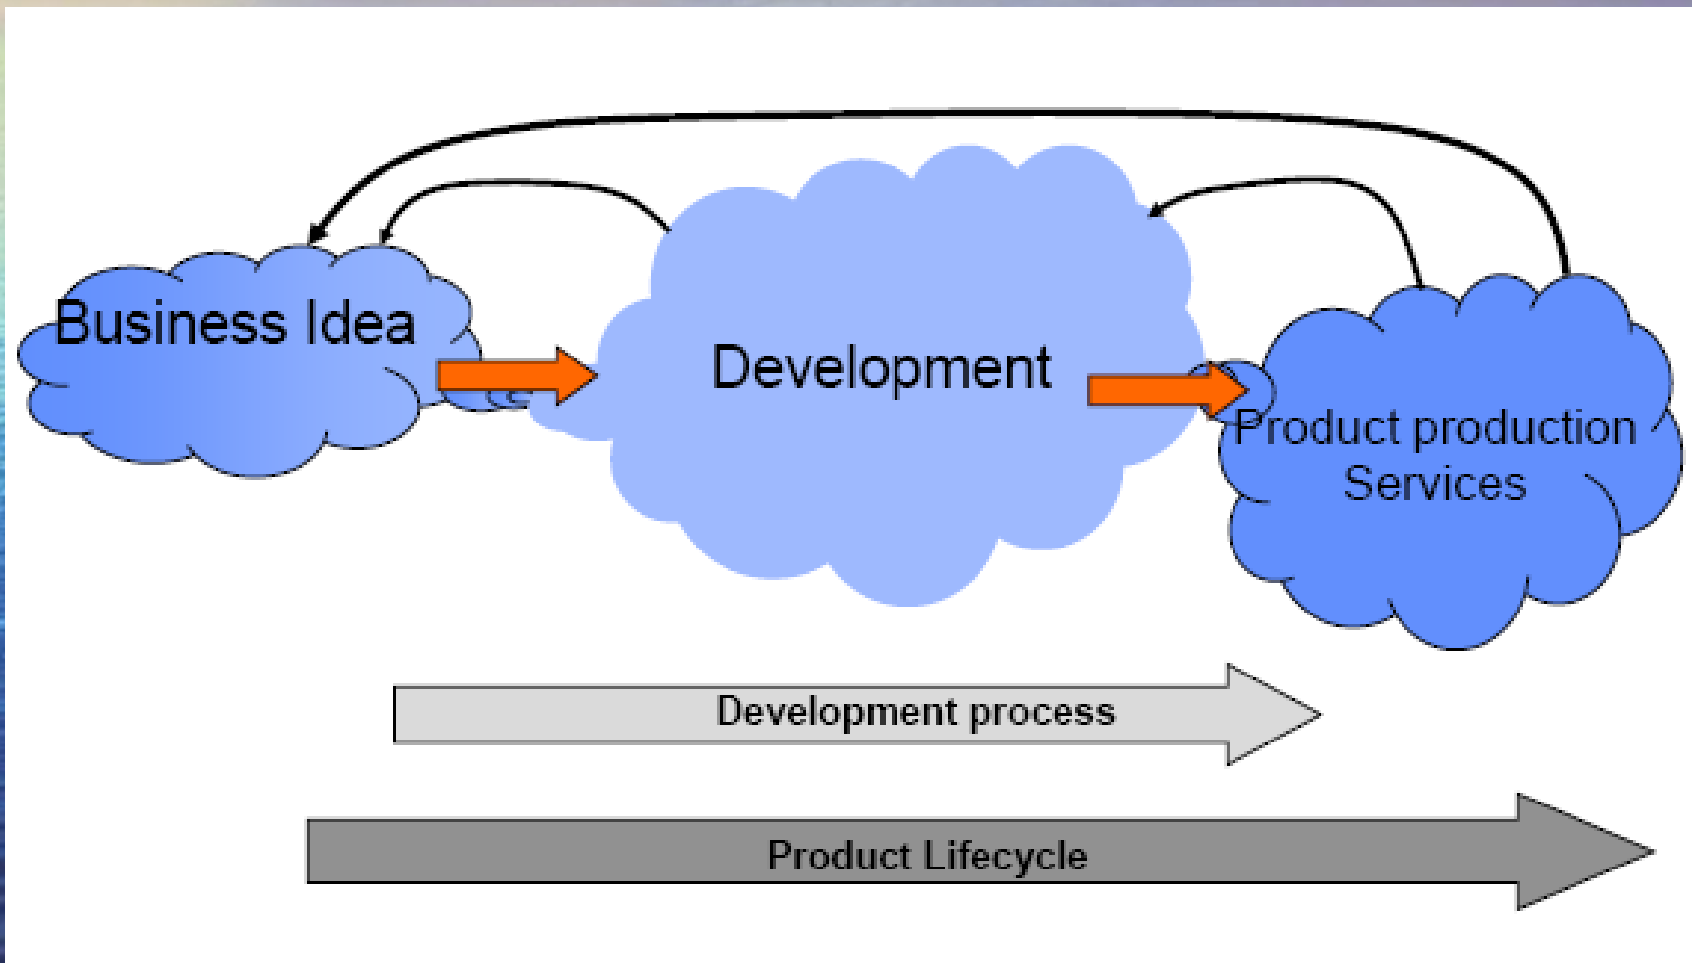 Business Idea
Development
Product production
Services
Development process
Product Lifecycle